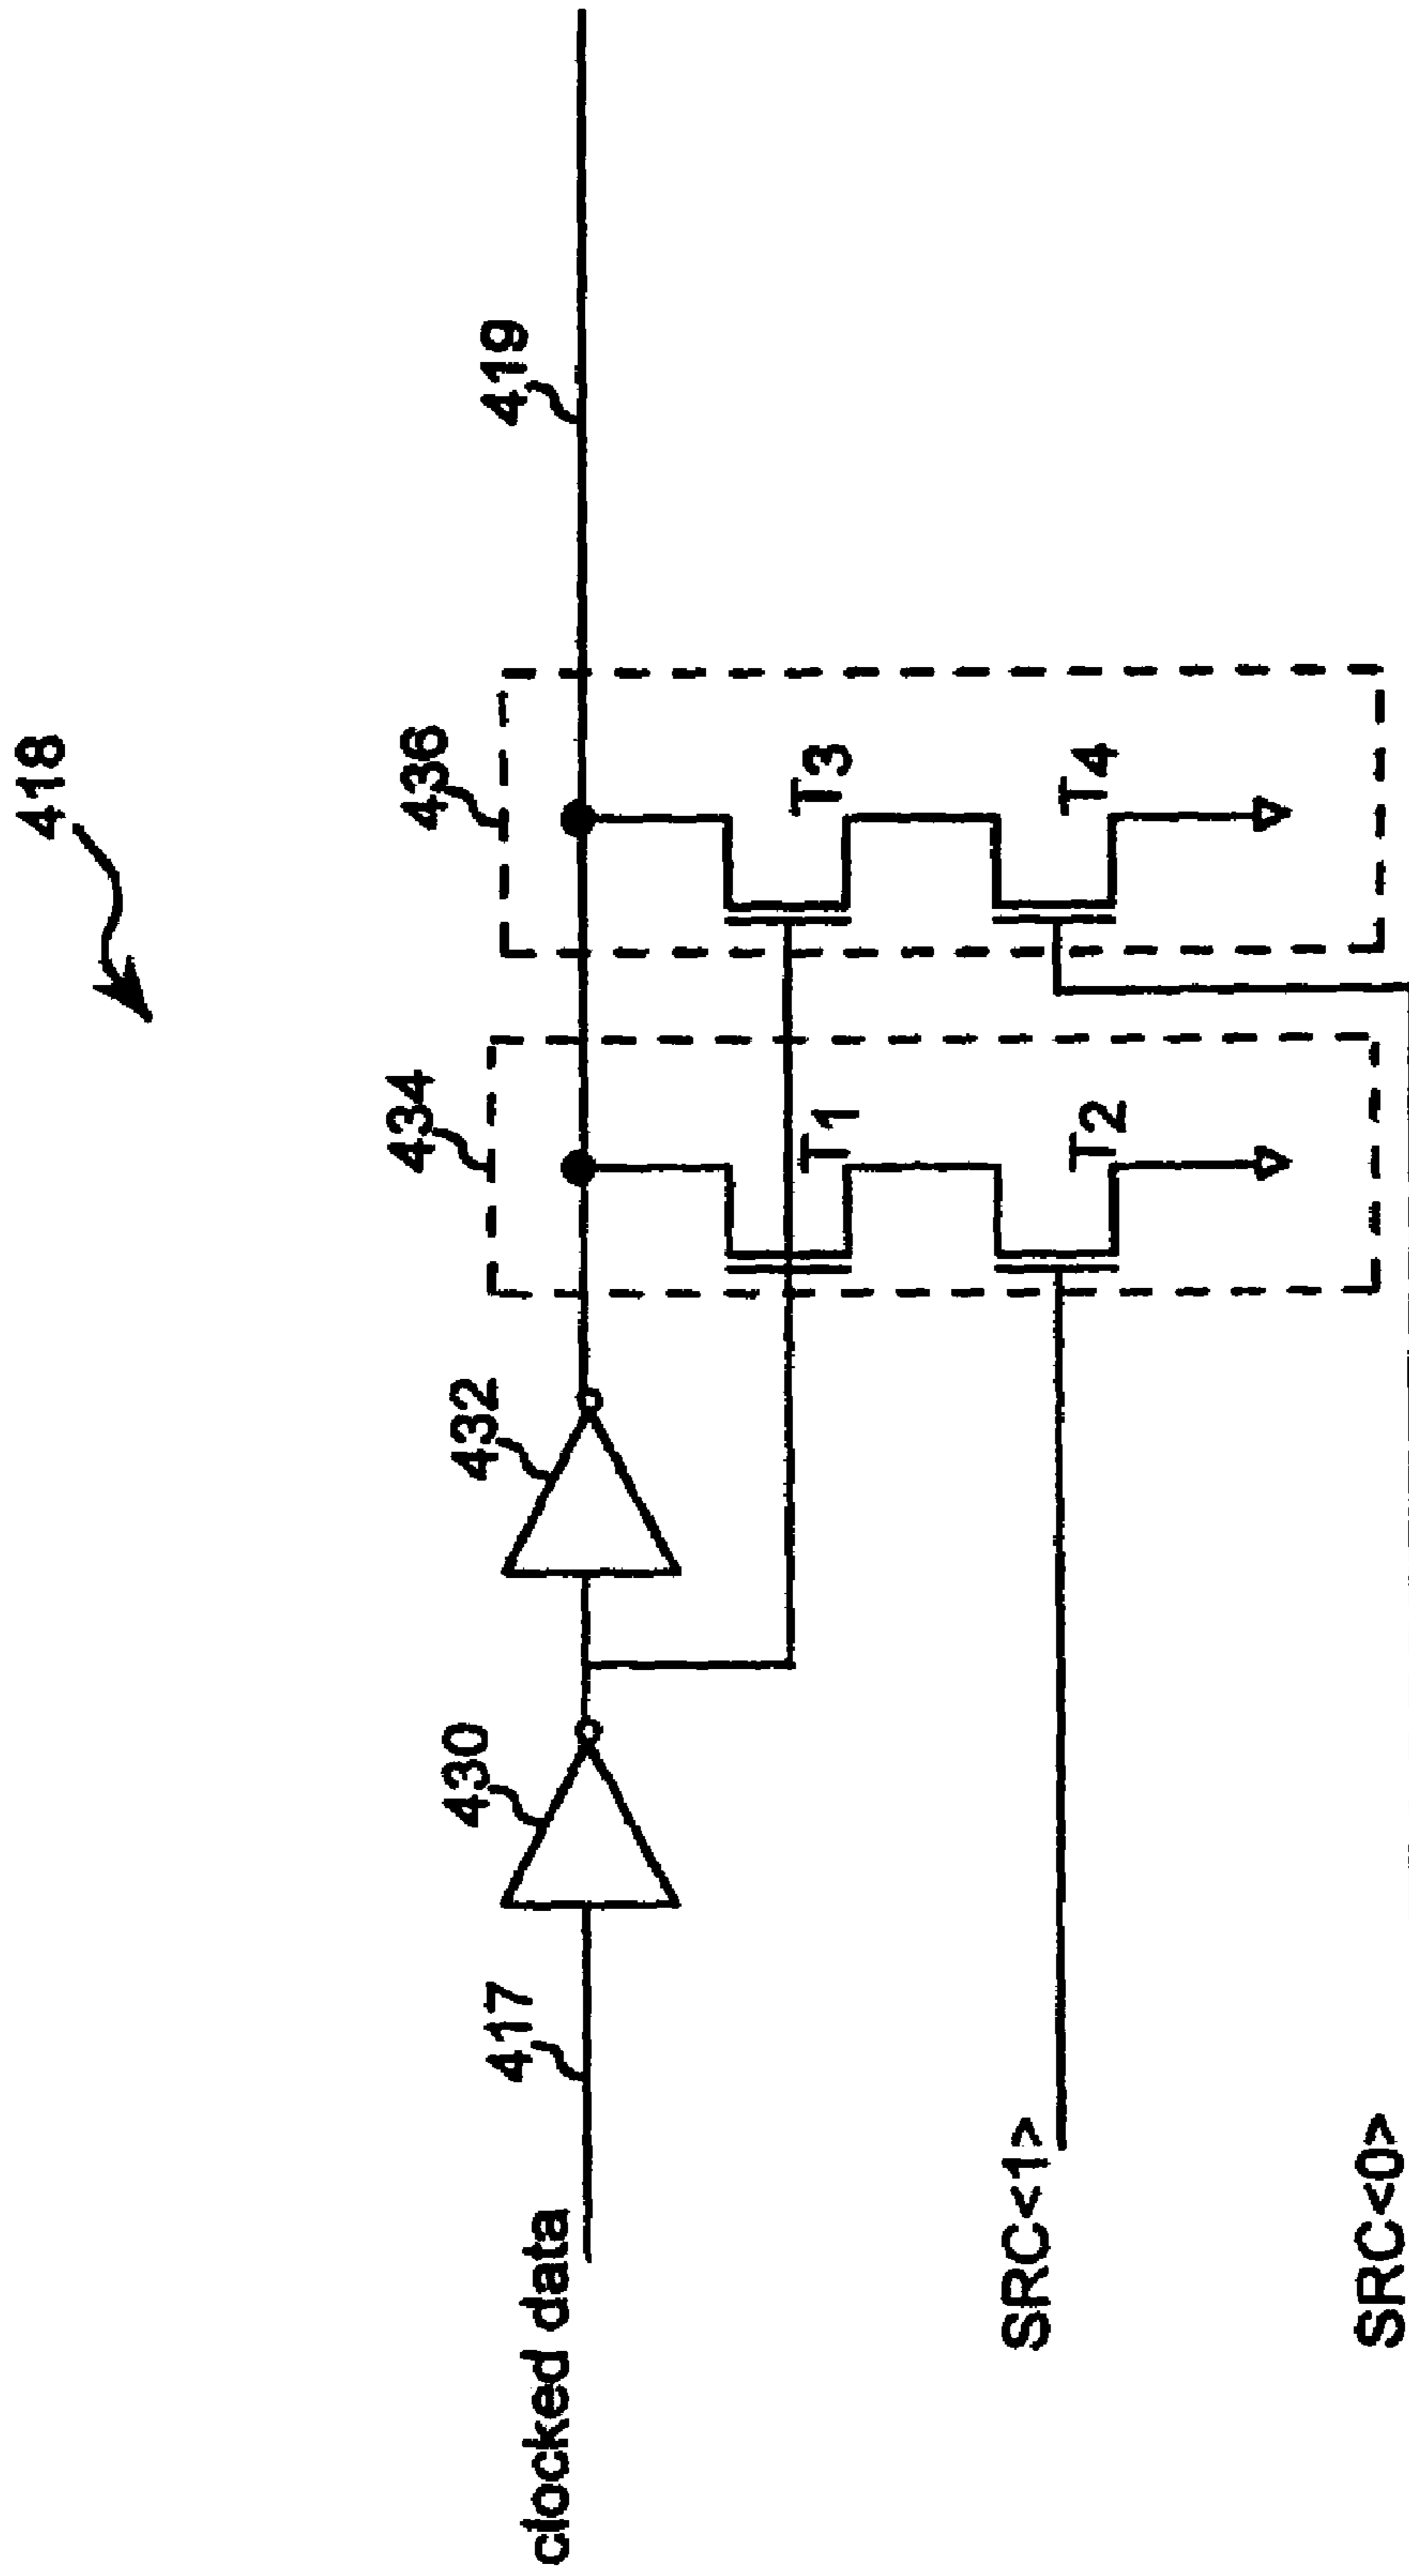 418
417
430
432
434
436
419
clocked data
T1
T3
SRC<1>
T2
T4
SRC<0>